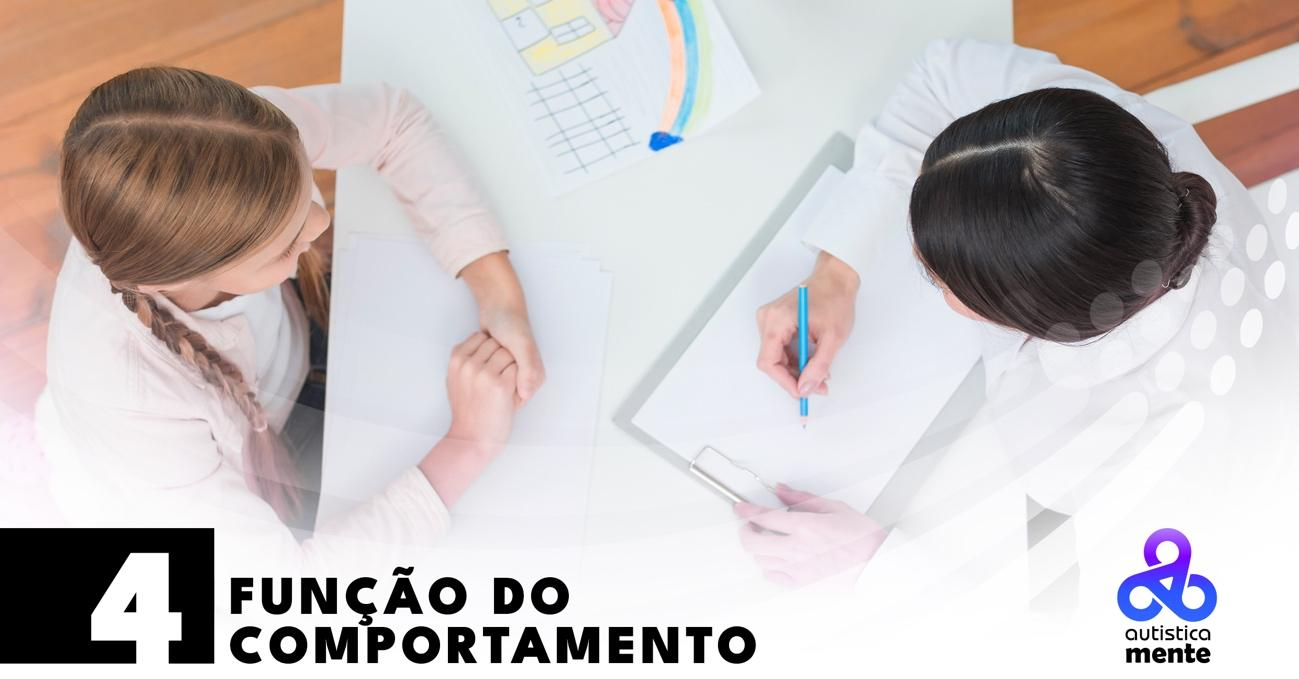 4
FUNÇÃO DO
COMPORTAMENTO
autistica
mente